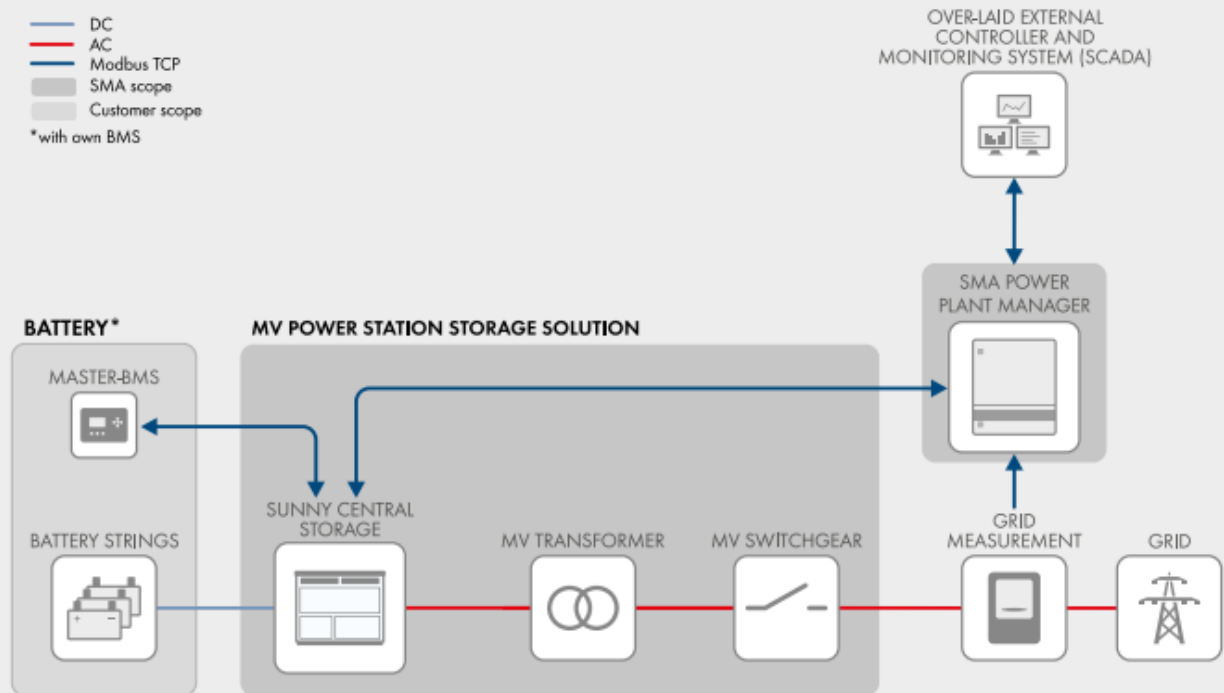 DC
AC
Modbus TCP
SMA scope
Customer scope
*with own BMS
OVER-LAID EXTERNAL
CONTROLLER AND
MONITORING SYSTEM (SCADA)
SMA POWER
PLANT MANAGER
BATTERY*
MV POWER STATION STORAGE SOLUTION
MASTER-BMS
SUNNY CENTRAL
STORAGE
BATTERY STRINGS
MV TRANSFORMER
MV SWITCHGEAR
GRID
MEASUREMENT
GRID